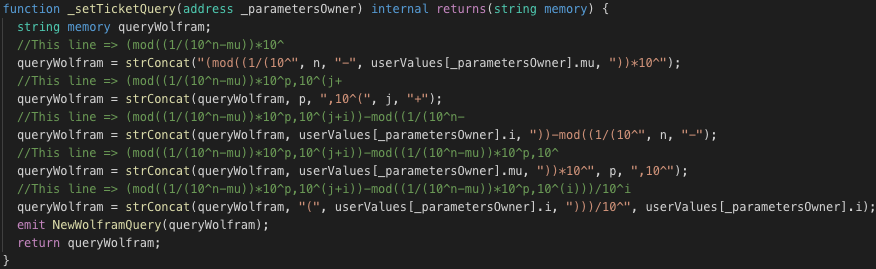 function _setTicketQuery(address _parametersOwner) internal returns(string memory) {
string memory queryWolfram;
//This line => (mod((1/(10^n-mu))*10^
queryWolfram = strConcat("(mod((1/(10^", n, "-", userValues[_parametersOwner].mu, "))*10^");
//This line => (mod((1/(10^n-mu))*10^p,10^(j+
queryWolfram = strConcat(queryWolfram, p, ",10^(", j, "+");
//This line => (mod((1/(10^n-mu))*10^p,10^(j+i))-mod((1/(10^n-
queryWolfram = strConcat(queryWolfram, userValues[_parametersOwner].i, "))-mod((1/(10^", n, "-");
//This line => (mod((1/(10^n-mu))*10^p,10^(j+i))-mod((1/(10^n-mu))*10^p,10^
queryWolfram = strConcat(queryWolfram, userValues[_parametersOwner].mu, "))*10^", p, ",10^");
//This line => (mod((1/(10^n-mu))*10^p,10^(j+i))-mod((1/(10^n-mu))*10^p,10^(i)))/10^i
queryWolfram = strConcat(queryWolfram, "(", userValues[_parametersOwner].i, ")))/10^", userValues[_parametersOwner].i);
emit NewWolframQuery(queryWolfram);
return queryWolfram;
}